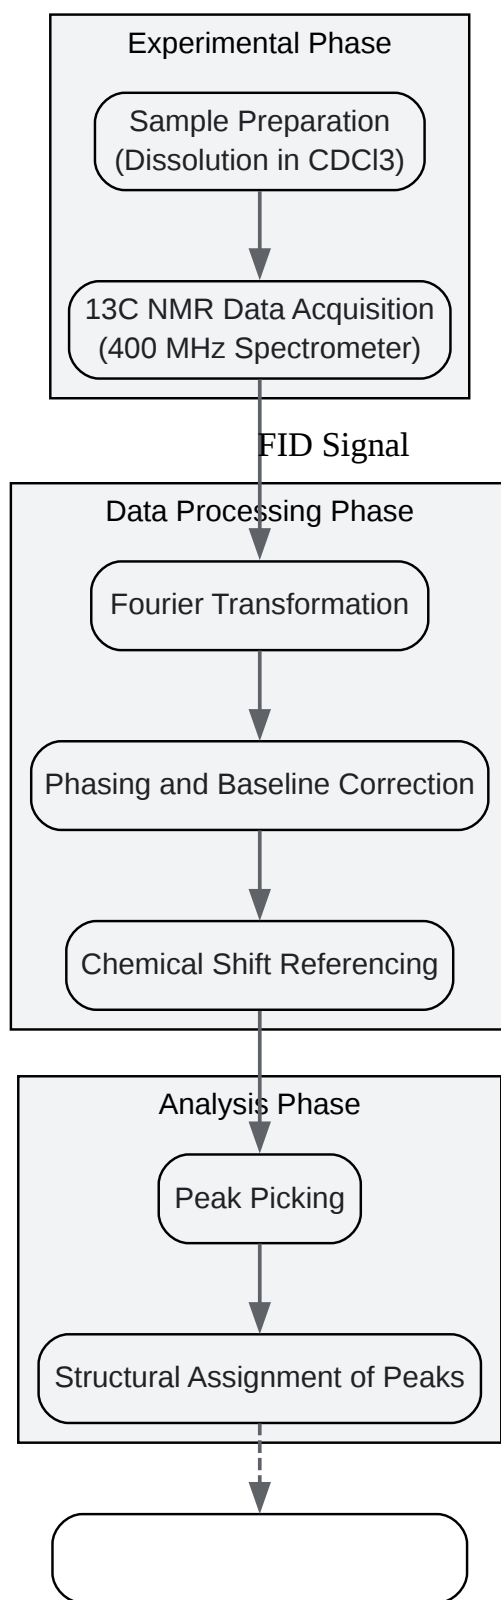 Experimental Phase
Sample Preparation
(Dissolution in CDCl3)
13C NMR Data Acquisition
(400 MHz Spectrometer)
FID Signal
Data Processing Phase
Fourier Transformation
Phasing and Baseline Correction
Chemical Shift Referencing
Analysis Phase
Peak Picking
Structural Assignment of Peaks